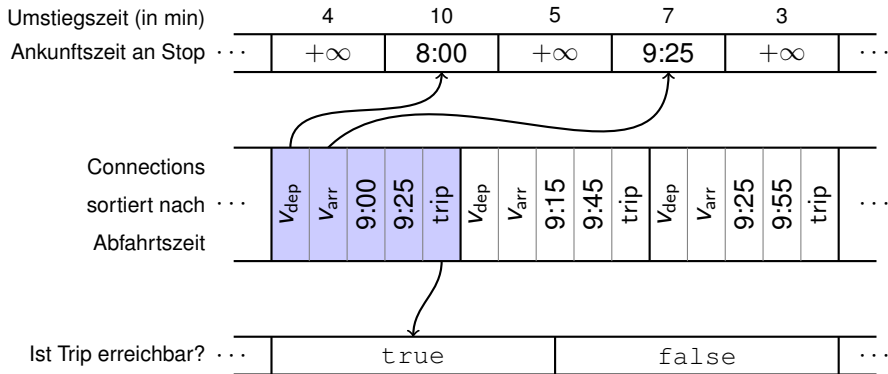 Umstiegszeit (in min) 4 10 5 7 3
Ankunftszeit an Stop ··· +∞ 8:00 +∞ 9:25 +∞ ···
Connections
sortiert nach
Abfahrtszeit
··· v_dep v_arr 9:00 9:25 trip v_dep v_arr 9:15 9:45 trip v_dep v_arr 9:25 9:55 trip ···
Ist Trip erreichbar? ··· true false ···